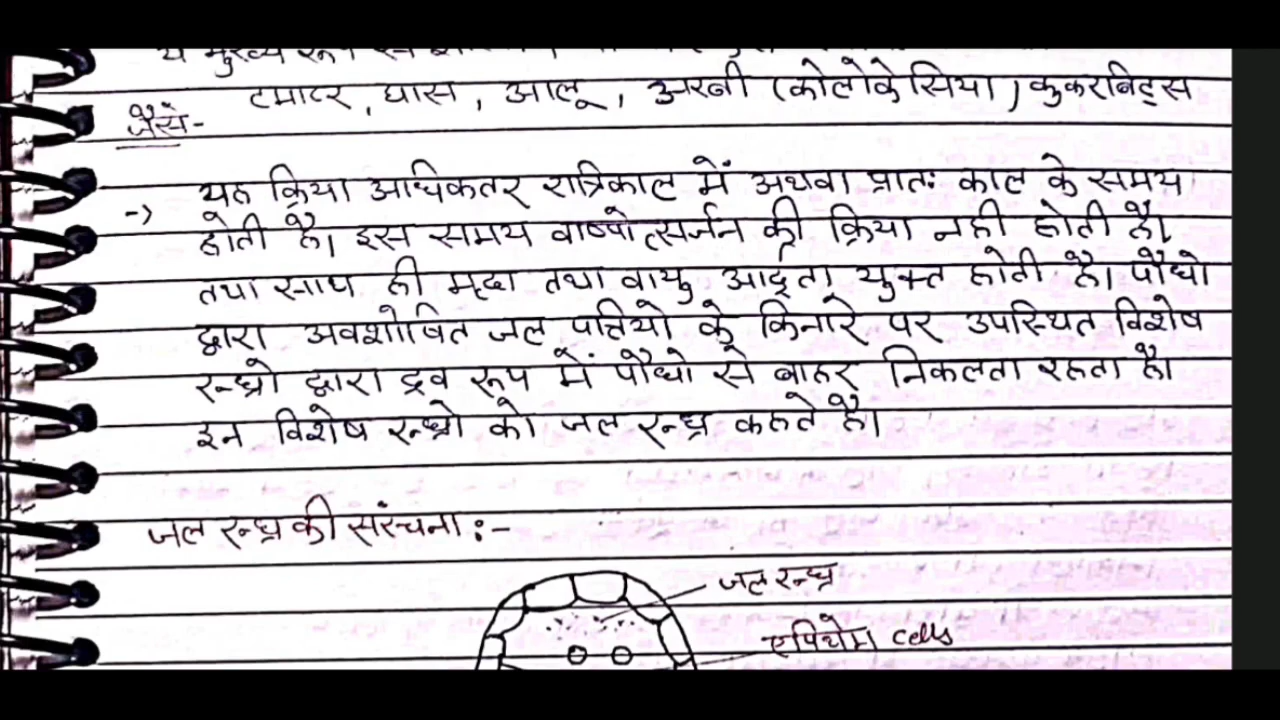 ये मुख्य रूप से
टमाटर, घास, आलू, अरबी (कोलोकेसिया) कुकरबिट्स
जैसे-
यह क्रिया अधिकतर रात्रिकाल में अथवा प्रातः काल के समय
-> होती है। इस समय वाष्पोत्सर्जन की क्रिया नही होती है।
तथा साथ ही मृदा तथा वायु आर्द्रता युक्त होती है। पौधो
द्वारा अवशोषित जल पत्तियो के किनारे पर उपस्थित विशेष
रन्ध्रो द्वारा द्रव रूप में पौधो से बाहर निकलता रहता है।
इन विशेष रन्ध्रो को जल रन्ध्र कहते है।
जल रन्ध्र की संरचना :-
जल रन्ध्र
एपिथेम cells